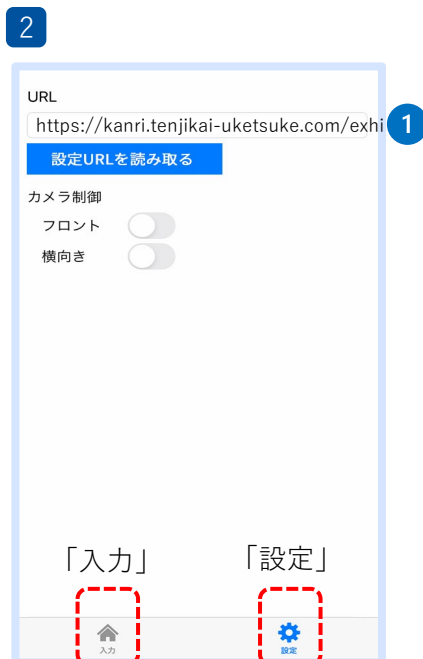 2
URL
https://kanri.tenjikai-uketsuke.com/exhi
1
設定URLを読み取る
カメラ制御
フロント
横向き
「入力」 「設定」
入力 設定